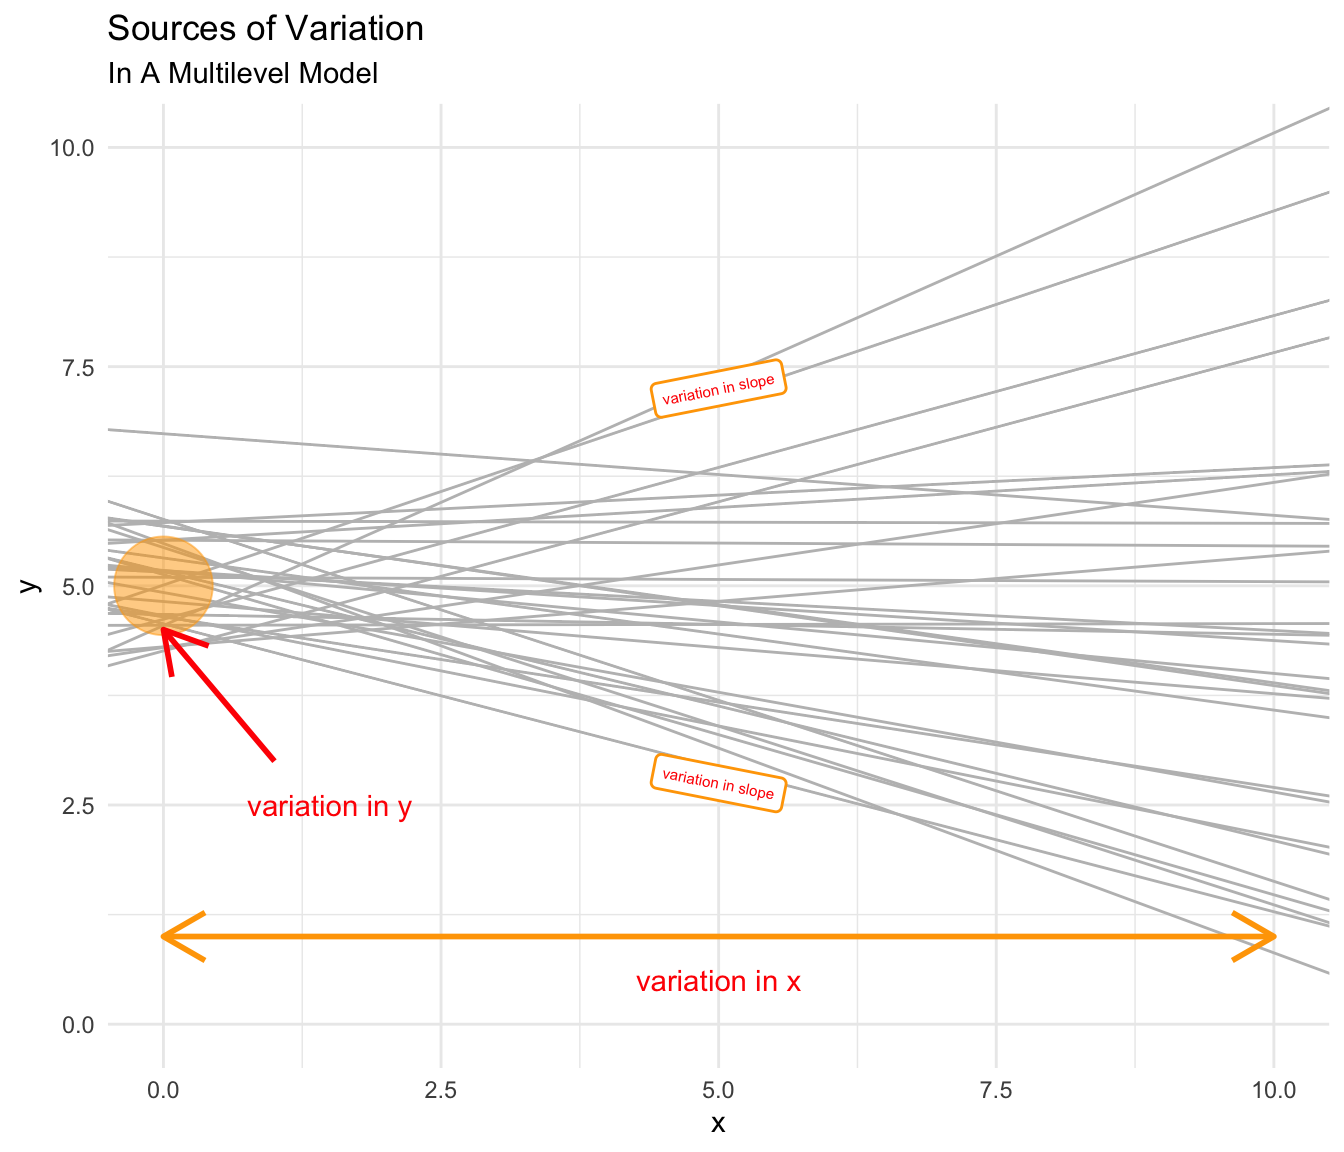 Sources of Variation
In A Multilevel Model
10.0
7.5
5.0
2.5
0.0
y
variation in slope
variation in slope
variation in y
variation in x
0.0 2.5 5.0 7.5 10.0
x